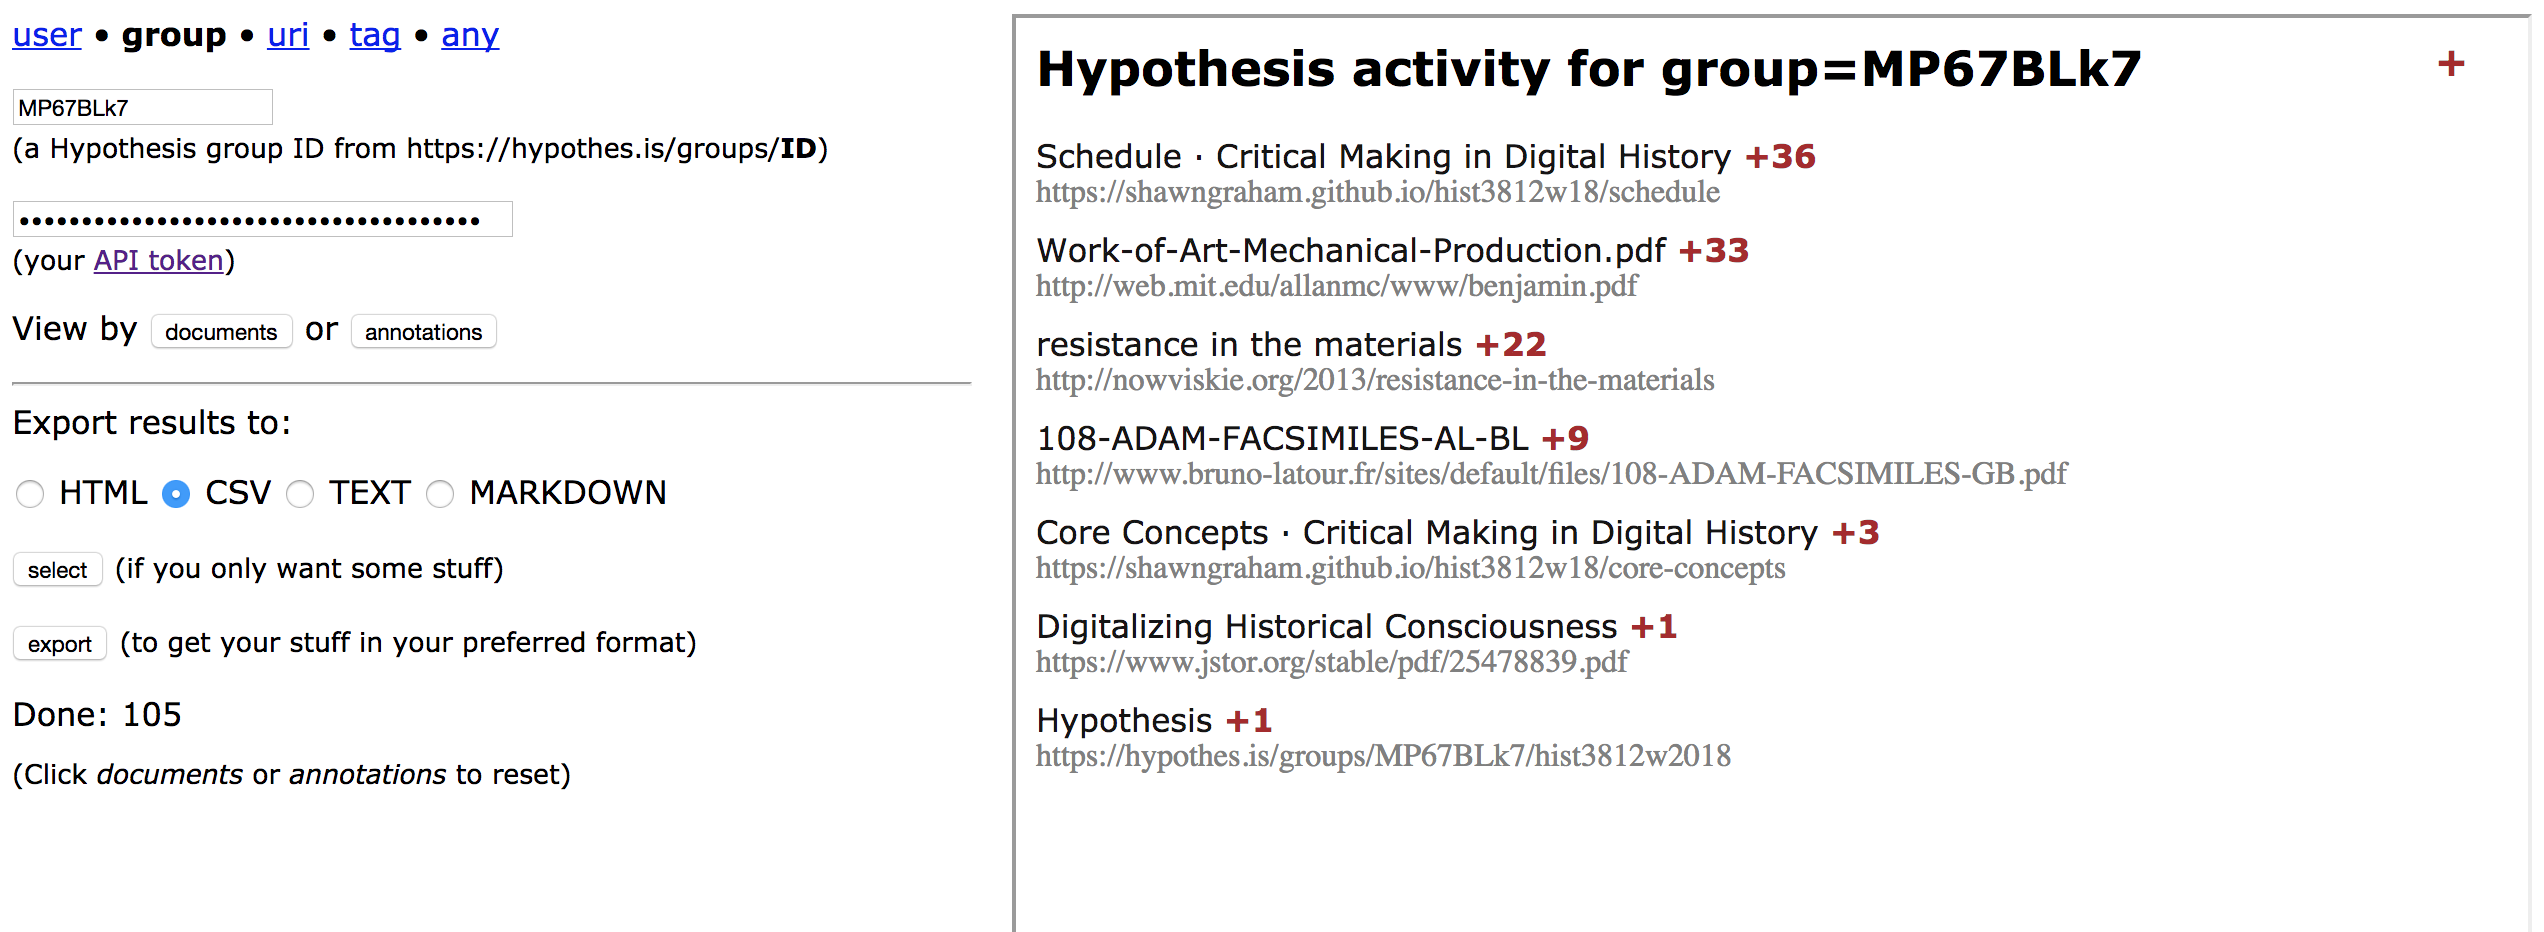 user • group • uri • tag • any
MP67BLk7
(a Hypothesis group ID from https://hypothes.is/groups/ID)
•••••••••••••••••••••••••••••••••••••
(your API token)
View by documents or annotations
Export results to:
HTML CSV TEXT MARKDOWN
select (if you only want some stuff)
export (to get your stuff in your preferred format)
Done: 105
(Click documents or annotations to reset)
Hypothesis activity for group=MP67BLk7 +
Schedule · Critical Making in Digital History +36
https://shawngraham.github.io/hist3812w18/schedule
Work-of-Art-Mechanical-Production.pdf +33
http://web.mit.edu/allanmc/www/benjamin.pdf
resistance in the materials +22
http://nowviskie.org/2013/resistance-in-the-materials
108-ADAM-FACSIMILES-AL-BL +9
http://www.bruno-latour.fr/sites/default/files/108-ADAM-FACSIMILES-GB.pdf
Core Concepts · Critical Making in Digital History +3
https://shawngraham.github.io/hist3812w18/core-concepts
Digitalizing Historical Consciousness +1
https://www.jstor.org/stable/pdf/25478839.pdf
Hypothesis +1
https://hypothes.is/groups/MP67BLk7/hist3812w2018